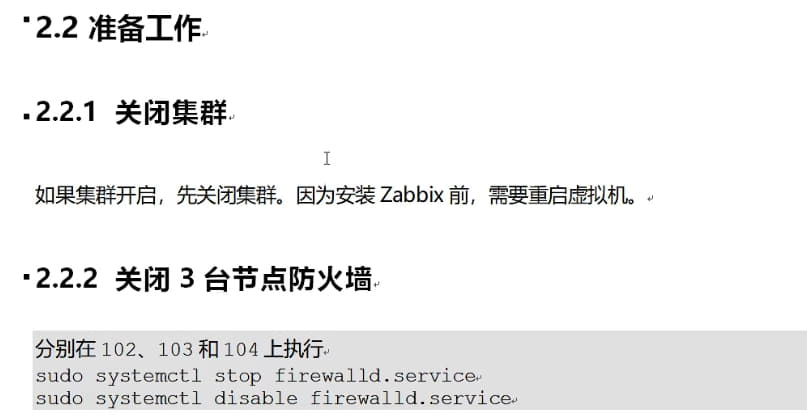 2.2 准备工作
2.2.1 关闭集群
如果集群开启，先关闭集群。因为安装 Zabbix 前，需要重启虚拟机。
2.2.2 关闭 3 台节点防火墙
分别在 102、103 和 104 上执行
sudo systemctl stop firewalld.service
sudo systemctl disable firewalld.service